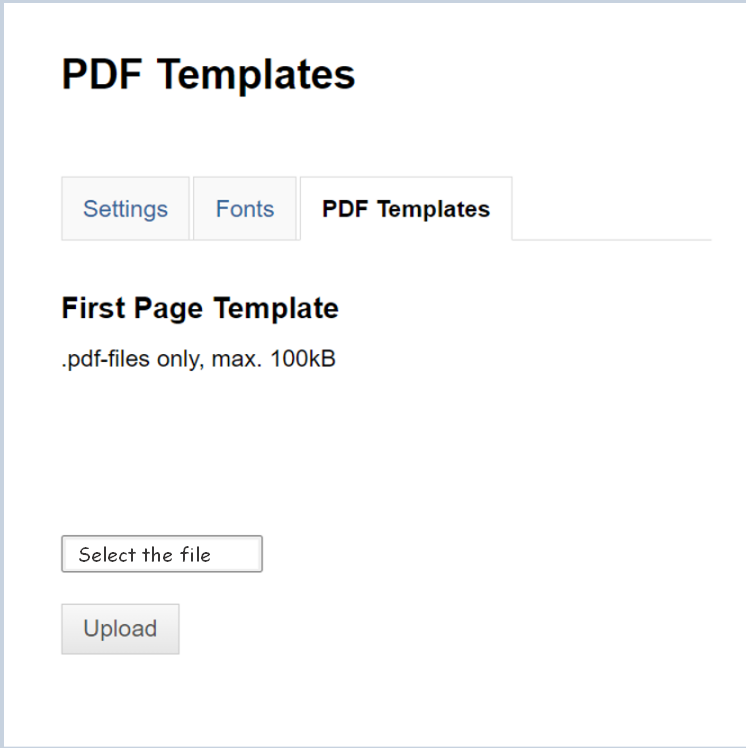 PDF Templates
Settings Fonts PDF Templates
First Page Template
.pdf-files only, max. 100kB
Select the file
Upload